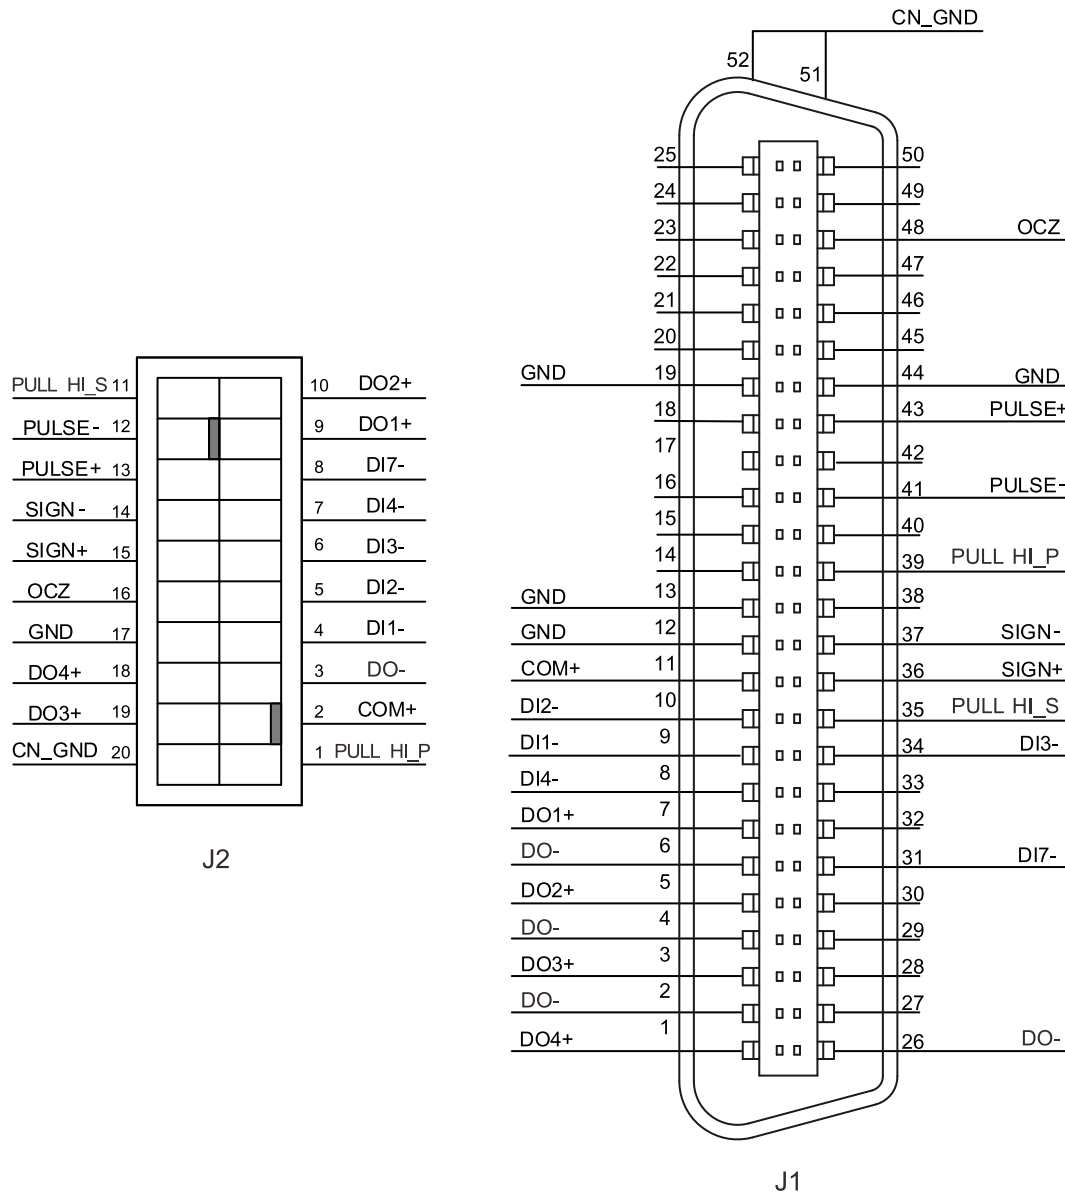 CN_GND
52
51
25 50
24 49
23 48 OCZ
22 47
21 46
20 45
GND 19 44 GND
18 43 PULSE+
17 42
16 41 PULSE-
15 40
14 39 PULL HI_P
GND 13 38
GND 12 37 SIGN-
COM+ 11 36 SIGN+
DI2- 10 35 PULL HI_S
DI1- 9 34 DI3-
DI4- 8 33
DO1+ 7 32
DO- 6 31 DI7-
DO2+ 5 30
DO- 4 29
DO3+ 3 28
DO- 2 27
DO4+ 1 26 DO-
J1
PULL HI_S 11 10 DO2+
PULSE- 12 9 DO1+
PULSE+ 13 8 DI7-
SIGN- 14 7 DI4-
SIGN+ 15 6 DI3-
OCZ 16 5 DI2-
GND 17 4 DI1-
DO4+ 18 3 DO-
DO3+ 19 2 COM+
CN_GND 20 1 PULL HI_P
J2